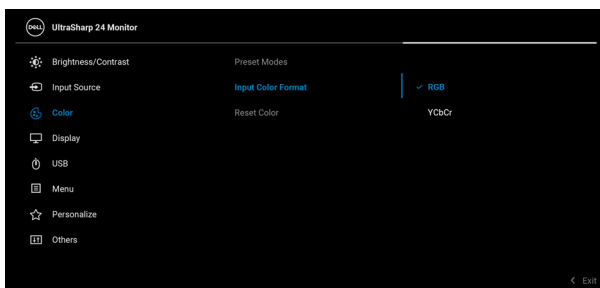 DELL UltraSharp 24 Monitor
Brightness/Contrast Preset Modes
Input Source Input Color Format RGB
Color Reset Color YCbCr
Display
USB
Menu
Personalize
Others
Exit